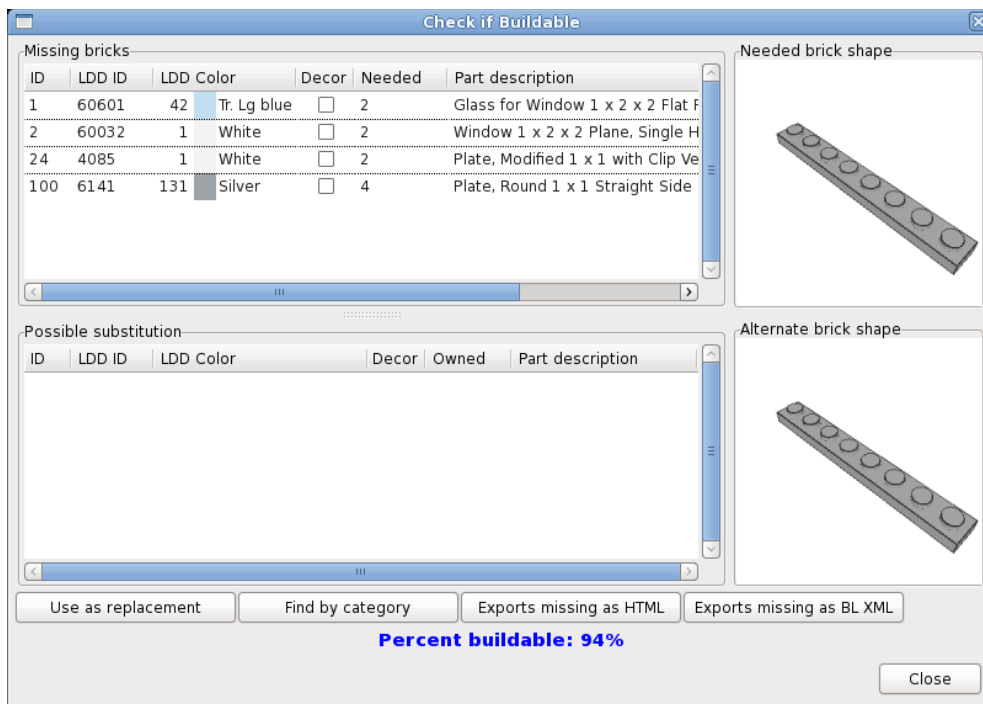 Check if Buildable
Missing bricks
ID LDD ID LDD Color Decor Needed Part description
1 60601 42 Tr. Lg blue 2 Glass for Window 1 x 2 x 2 Flat F
2 60032 1 White 2 Window 1 x 2 x 2 Plane, Single H
24 4085 1 White 2 Plate, Modified 1 x 1 with Clip Ve
100 6141 131 Silver 4 Plate, Round 1 x 1 Straight Side
Needed brick shape
Possible substitution
ID LDD ID LDD Color Decor Owned Part description
Alternate brick shape
Use as replacement Find by category Exports missing as HTML Exports missing as BL XML
Percent buildable: 94%
Close